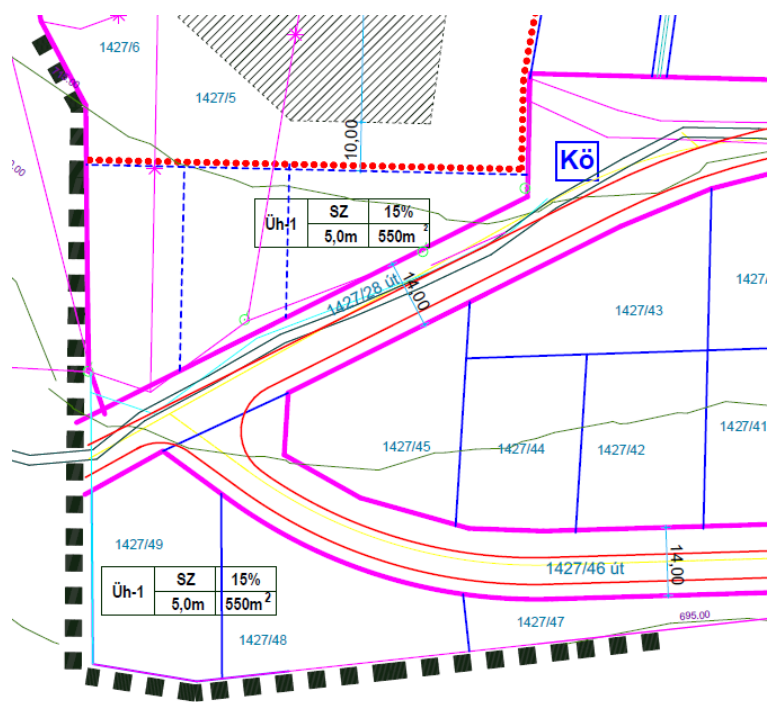 1427/6
1427/5
10,00
Kö
Üh-1
SZ
15%
5,0m
550m²
1427/28 út
14,00
1427/43
1427/45
1427/44
1427/42
1427/41
1427/49
Üh-1
SZ
15%
5,0m
550m²
1427/46 út
14,00
1427/48
1427/47
695.00